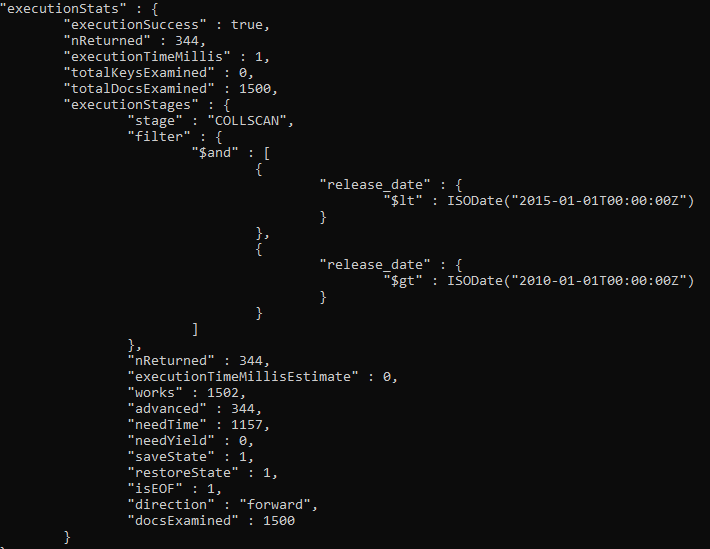 "executionStats" : {
"executionSuccess" : true,
"nReturned" : 344,
"executionTimeMillis" : 1,
"totalKeysExamined" : 0,
"totalDocsExamined" : 1500,
"executionStages" : {
"stage" : "COLLSCAN",
"filter" : {
"$and" : [
{
"release_date" : {
"$lt" : ISODate("2015-01-01T00:00:00Z")
}
},
{
"release_date" : {
"$gt" : ISODate("2010-01-01T00:00:00Z")
}
}
]
},
"nReturned" : 344,
"executionTimeMillisEstimate" : 0,
"works" : 1502,
"advanced" : 344,
"needTime" : 1157,
"needYield" : 0,
"saveState" : 1,
"restoreState" : 1,
"isEOF" : 1,
"direction" : "forward",
"docsExamined" : 1500
}